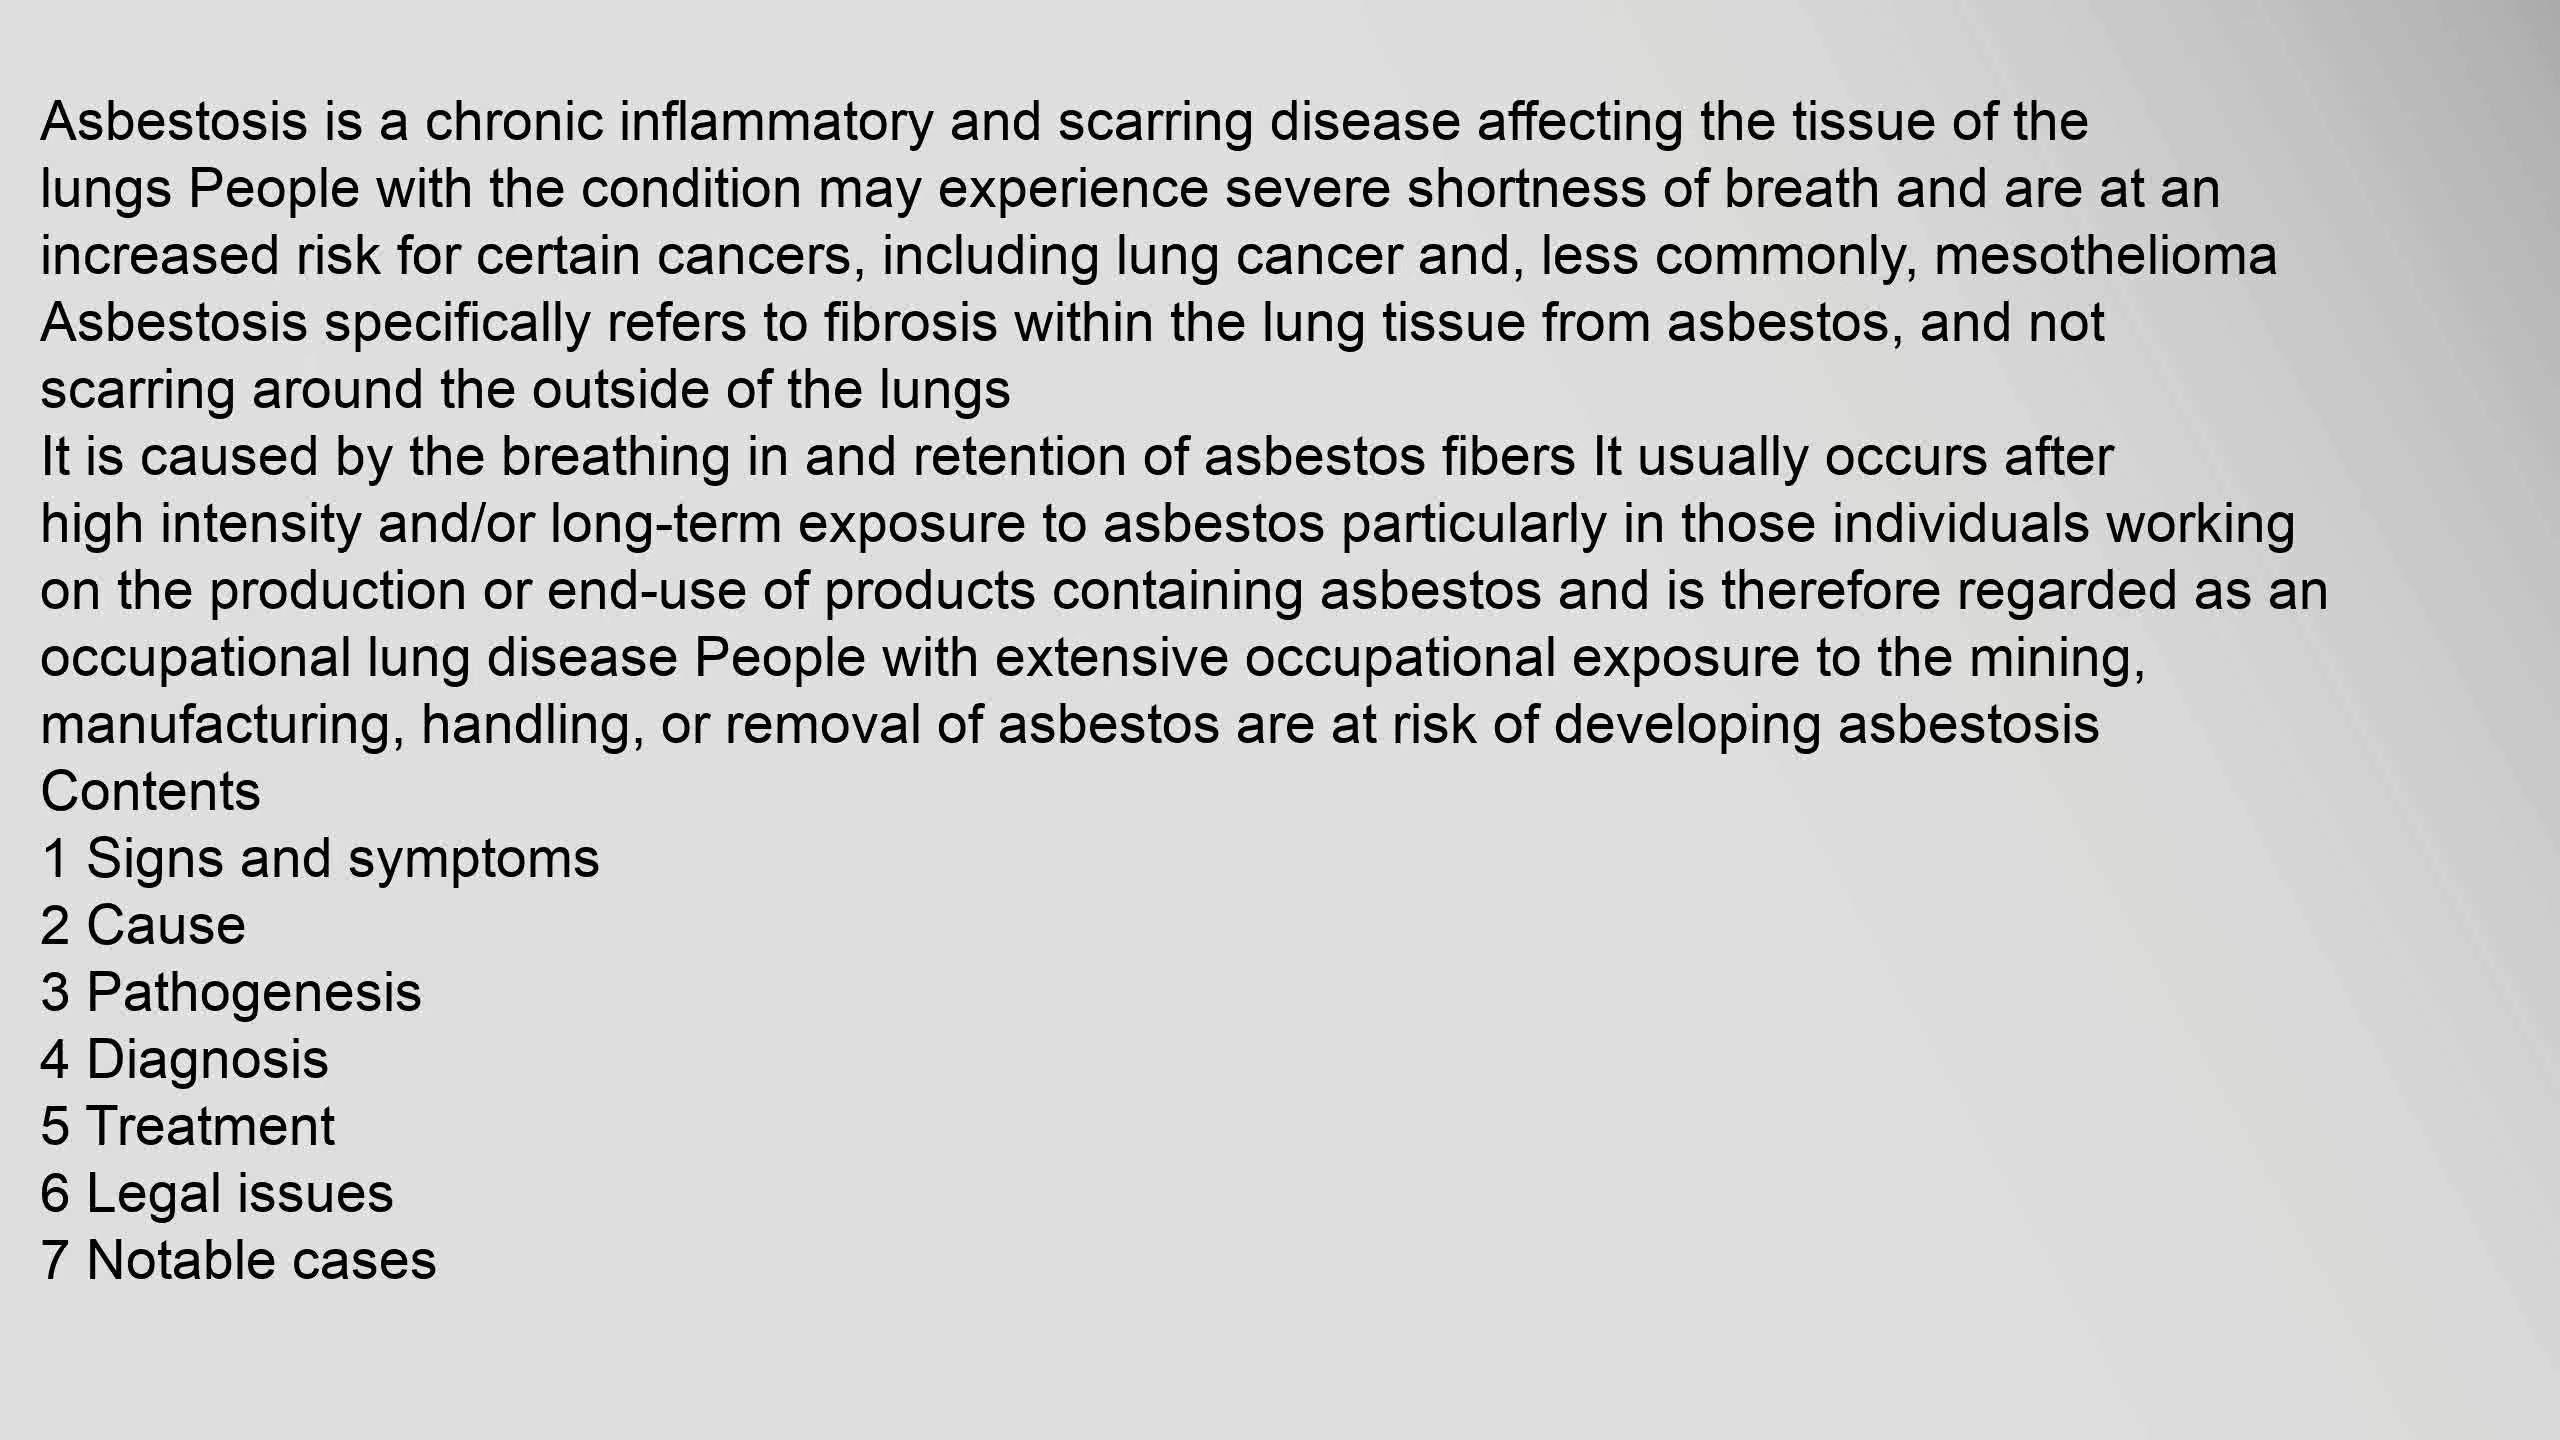 Asbestosis is a chronic inflammatory and scarring disease affecting the tissue of the
lungs People with the condition may experience severe shortness of breath and are at an
increased risk for certain cancers, including lung cancer and, less commonly, mesothelioma
Asbestosis specifically refers to fibrosis within the lung tissue from asbestos, and not
scarring around the outside of the lungs
It is caused by the breathing in and retention of asbestos fibers It usually occurs after
high intensity and/or long-term exposure to asbestos particularly in those individuals working
on the production or end-use of products containing asbestos and is therefore regarded as an
occupational lung disease People with extensive occupational exposure to the mining,
manufacturing, handling, or removal of asbestos are at risk of developing asbestosis
Contents
1 Signs and symptoms
2 Cause
3 Pathogenesis
4 Diagnosis
5 Treatment
6 Legal issues
7 Notable cases